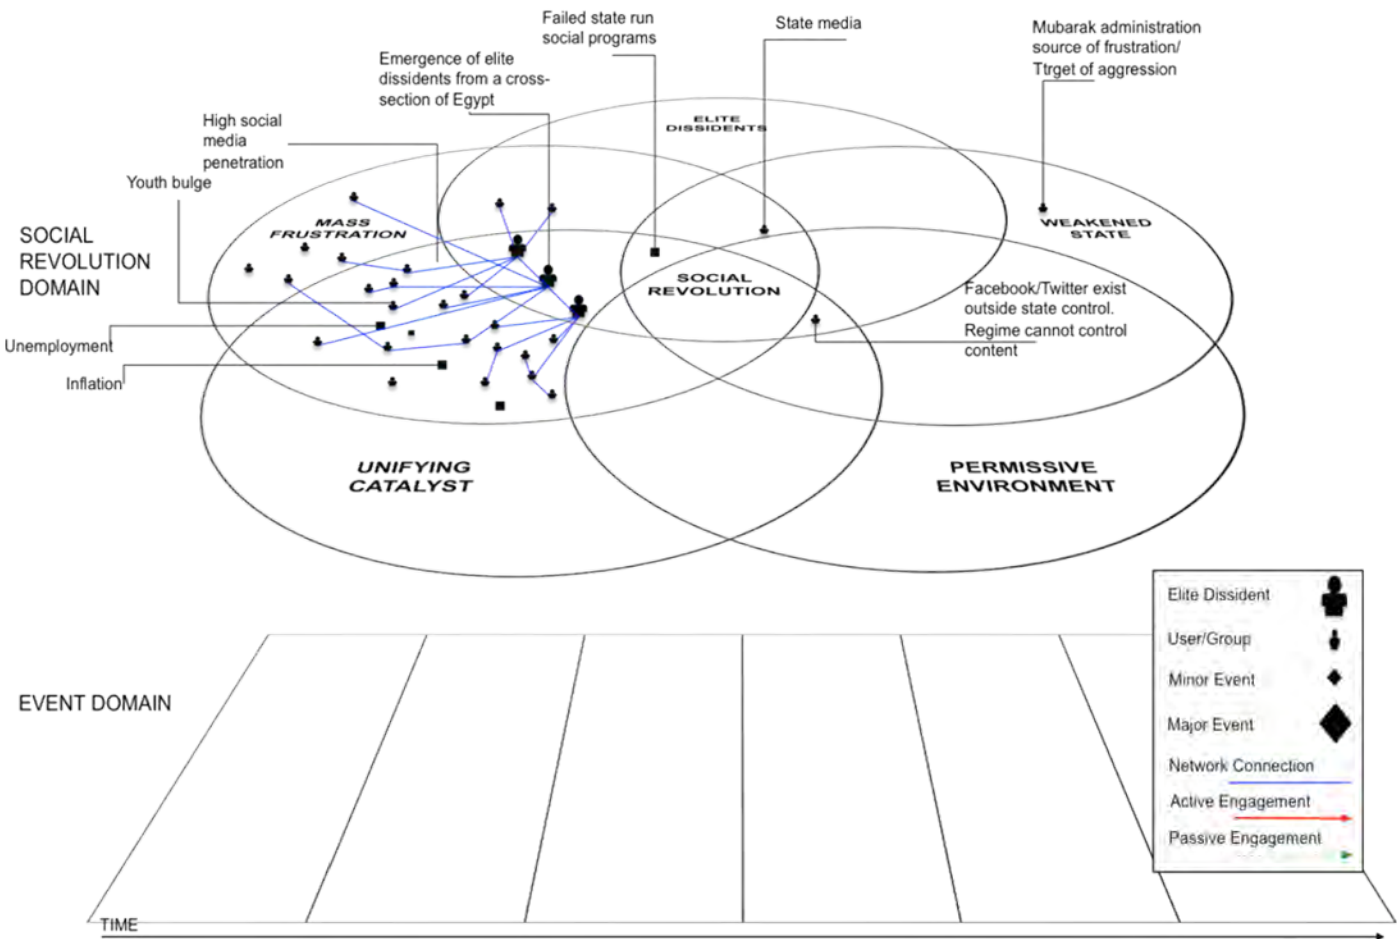 Failed state run
social programs
State media
Mubarak administration
source of frustration/
Ttrget of aggression
Emergence of elite
dissidents from a cross-
section of Egypt
High social
media
penetration
Youth bulge
ELITE
DISSIDENTS
MASS
FRUSTRATION
WEAKENED
STATE
SOCIAL
REVOLUTION
DOMAIN
SOCIAL
REVOLUTION
Facebook/Twitter exist
outside state control.
Regime cannot control
content
Unemployment
Inflation
UNIFYING
CATALYST
PERMISSIVE
ENVIRONMENT
Elite Dissident
User/Group
Minor Event
Major Event
Network Connection
Active Engagement
Passive Engagement
EVENT DOMAIN
TIME